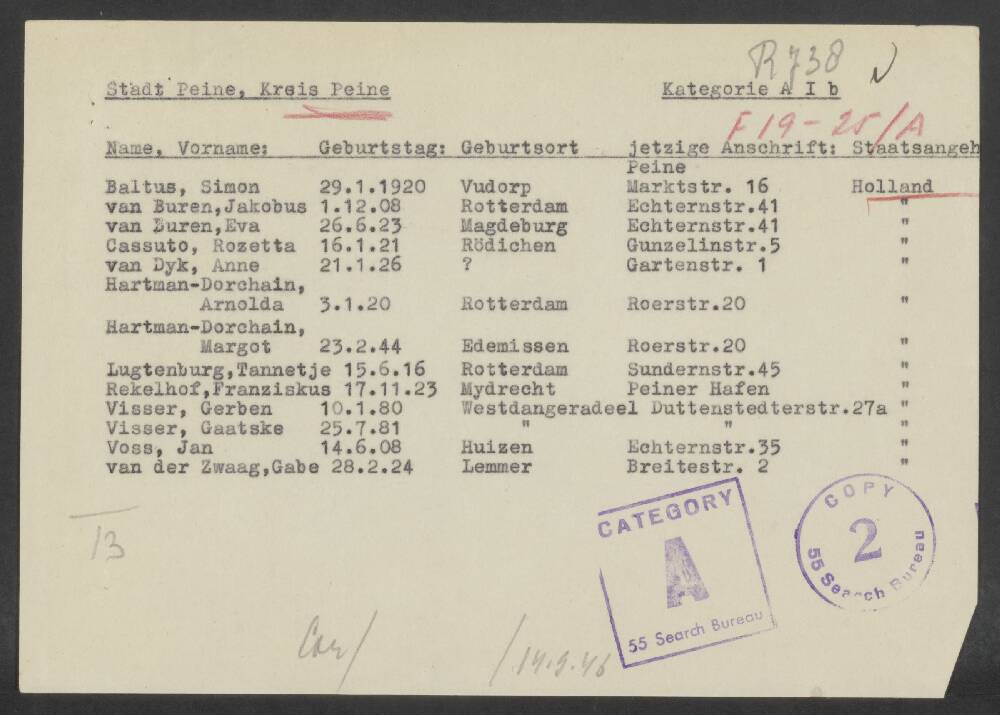 R 738
Stadt Peine, Kreis Peine Kategorie A I b
F 19 - 25/A
Name, Vorname: Geburtstag: Geburtsort jetzige Anschrift: Staatsangeh
Peine
Baltus, Simon 29.1.1920 Vudorp Marktstr. 16 Holland
van Buren,Jakobus 1.12.08 Rotterdam Echternstr.41 "
van Buren,Eva 26.6.23 Magdeburg Echternstr.41 "
Cassuto, Rozetta 16.1.21 Rödichen Gunzelinstr.5 "
van Dyk, Anne 21.1.26 ? Gartenstr. 1 "
Hartman-Dorchain,
Arnolda 3.1.20 Rotterdam Roerstr.20 "
Hartman-Dorchain,
Margot 23.2.44 Edemissen Roerstr.20 "
Lugtenburg,Tannetje 15.6.16 Rotterdam Sundernstr.45 "
Rekelhof,Franziskus 17.11.23 Mydrecht Peiner Hafen "
Visser, Gerben 10.1.80 Westdangeradeel Duttenstedterstr.27a "
Visser, Gaatske 25.7.81 " " "
Voss, Jan 14.6.08 Huizen Echternstr.35 "
van der Zwaag,Gabe 28.2.24 Lemmer Breitestr. 2 "
CATEGORY
A
55 Search Bureau
COPY
2
55 Search Bureau
13
14.9.46